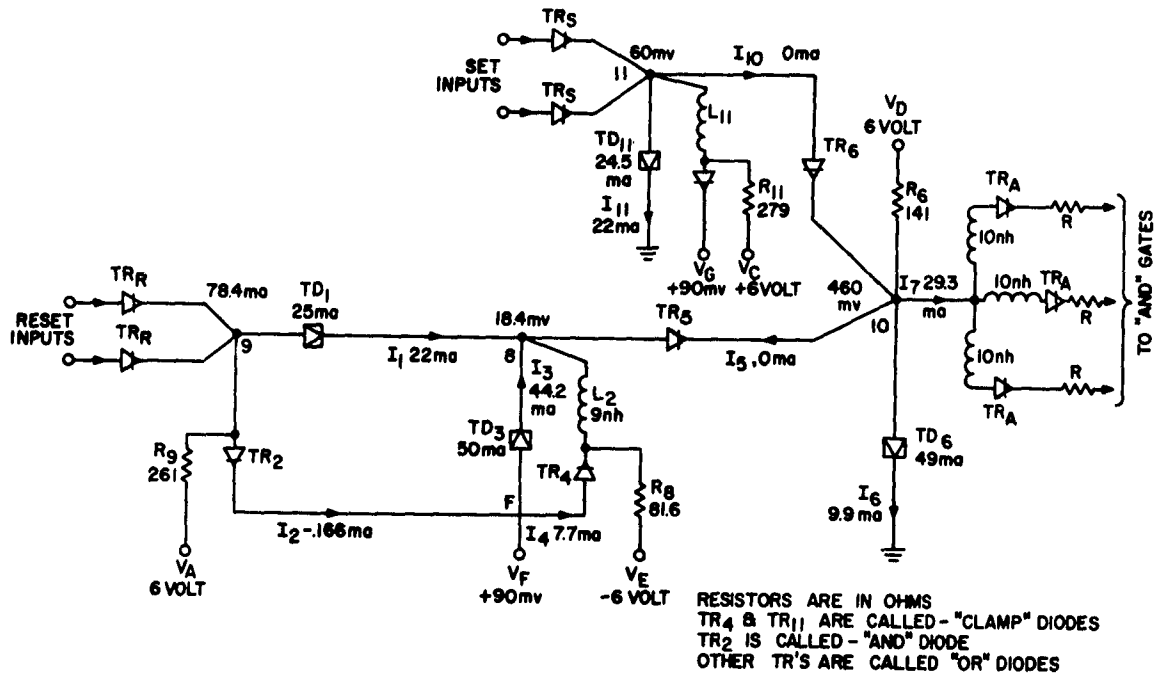 TRS
SET
INPUTS
TRS
60mv
11
I10 0ma
L11
TD11
24.5
ma
I11
22ma
R11
279
VG
+90mv
VC
+6VOLT
TR6
VD
6 VOLT
R6
141
TRA
R
10nh
10nh
TRA
R
10nh
R
TRA
TO "AND" GATES
I7 29.3
ma
460
mv
10
TRR
RESET
INPUTS
TRR
78.4ma
9
TD1
25ma
I1 22ma
18.4mv
8
TR5
I5, 0ma
I3
44.2
ma
L2
9nh
TD3
50ma
TR4
R9
261
TR2
F
R8
81.6
TD6
49ma
I6
9.9ma
I2-.166ma
I4 7.7ma
VA
6 VOLT
VF
+90mv
VE
-6 VOLT
RESISTORS ARE IN OHMS
TR4 & TR11 ARE CALLED-"CLAMP" DIODES
TR2 IS CALLED-"AND" DIODE
OTHER TR'S ARE CALLED "OR" DIODES